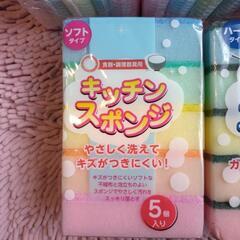 ソフト
タイプ
食器・調理器具用
キッチン
スポンジ
やさしく洗えて
キズがつきにくい!
キズがつきにくいソフトな
不織布と泡立ちのよい
スポンジでやさしく汚れを
スッキリ落とす
5個
入り
ハー
タイ